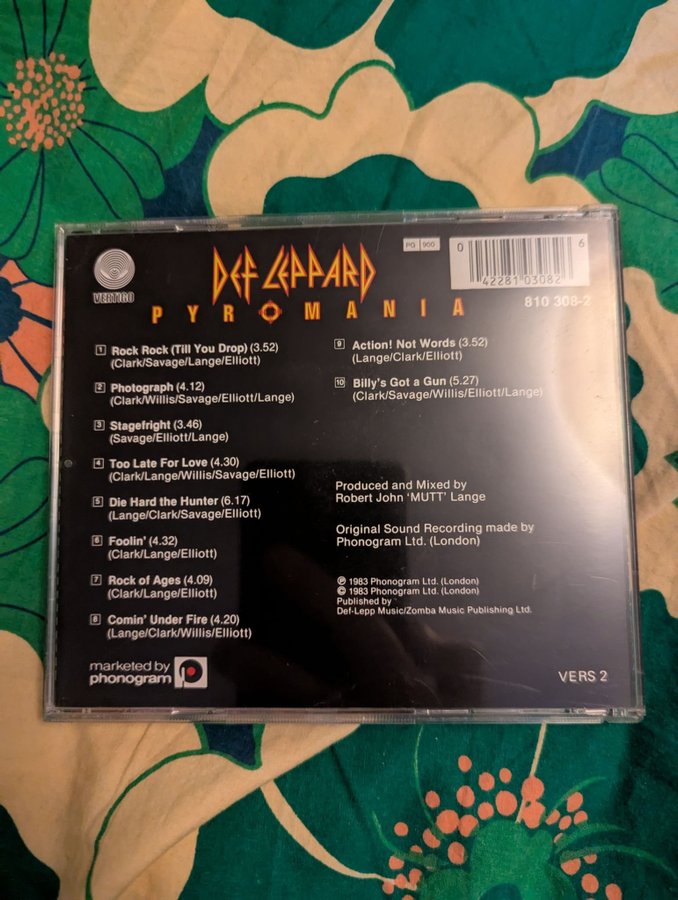 VERTIGO
DEF LEPPARD
PYROMANIA
PG 900
0 42281 03082 6
810 308-2
1 Rock Rock (Till You Drop) (3.52)
(Clark/Savage/Lange/Elliott)
2 Photograph (4.12)
(Clark/Willis/Savage/Elliott/Lange)
3 Stagefright (3.46)
(Savage/Elliott/Lange)
4 Too Late For Love (4.30)
(Clark/Lange/Willis/Savage/Elliott)
5 Die Hard the Hunter (6.17)
(Lange/Clark/Savage/Elliott)
6 Foolin' (4.32)
(Clark/Lange/Elliott)
7 Rock of Ages (4.09)
(Clark/Lange/Elliott)
8 Comin' Under Fire (4.20)
(Lange/Clark/Willis/Elliott)
9 Action! Not Words (3.52)
(Lange/Clark/Elliott)
10 Billy's Got a Gun (5.27)
(Clark/Savage/Willis/Elliott/Lange)
Produced and Mixed by
Robert John 'MUTT' Lange
Original Sound Recording made by
Phonogram Ltd. (London)
℗ 1983 Phonogram Ltd. (London)
© 1983 Phonogram Ltd. (London)
Published by
Def-Lepp Music/Zomba Music Publishing Ltd.
marketed by
phonogram
VERS 2